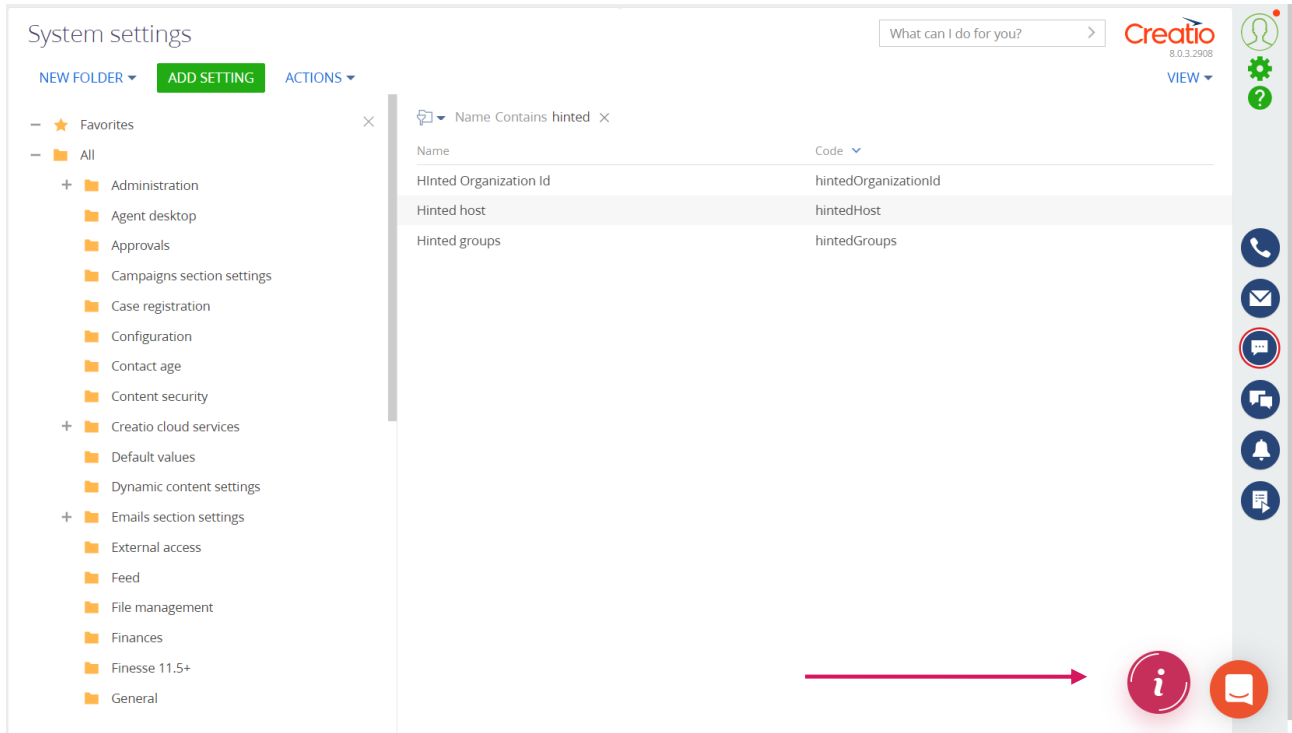 System settings
What can I do for you?
Creatio
8.0.3.2908
NEW FOLDER
ADD SETTING
ACTIONS
VIEW
Favorites
All
Administration
Agent desktop
Approvals
Campaigns section settings
Case registration
Configuration
Contact age
Content security
Creatio cloud services
Default values
Dynamic content settings
Emails section settings
External access
Feed
File management
Finances
Finesse 11.5+
General
Name Contains hinted
Name Code
HInted Organization Id hintedOrganizationId
Hinted host hintedHost
Hinted groups hintedGroups
?
i